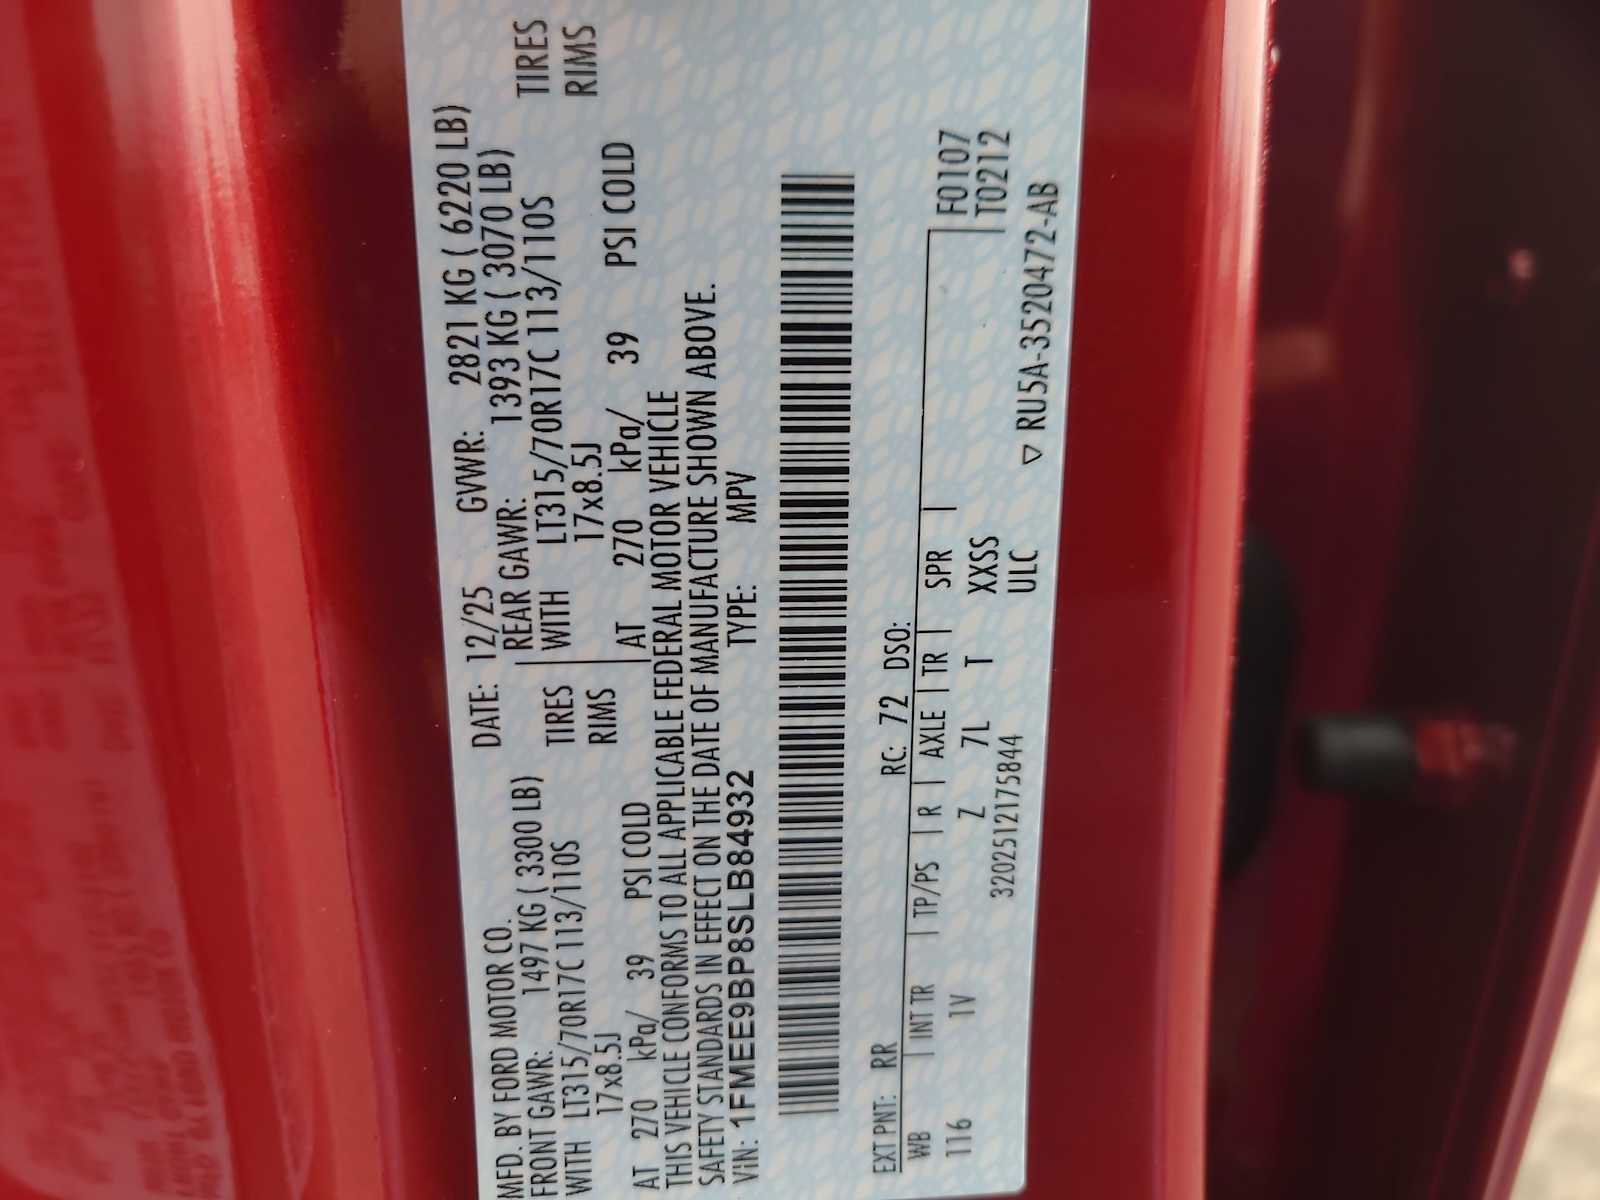 MFD. BY FORD MOTOR CO.
DATE: 12/25 GVWR: 2821 KG ( 6220 LB)
FRONT GAWR: 1497 KG ( 3300 LB)
REAR GAWR: 1393 KG ( 3070 LB)
WITH LT315/70R17C 113/110S TIRES
WITH LT315/70R17C 113/110S TIRES
17x8.5J RIMS
17x8.5J RIMS
AT 270 kPa/ 39 PSI COLD
AT 270 kPa/ 39 PSI COLD
THIS VEHICLE CONFORMS TO ALL APPLICABLE FEDERAL MOTOR VEHICLE
SAFETY STANDARDS IN EFFECT ON THE DATE OF MANUFACTURE SHOWN ABOVE.
VIN: 1FMEE9BP8SLB84932 TYPE: MPV
EXT PNT: RR RC: 72 DSO:
WB | INT TR | TP/PS | R | AXLE | TR | SPR | F0107
116 1V Z 7L T XXSS T0212
3202512175844 ULC ▽ RU5A-3520472-AB